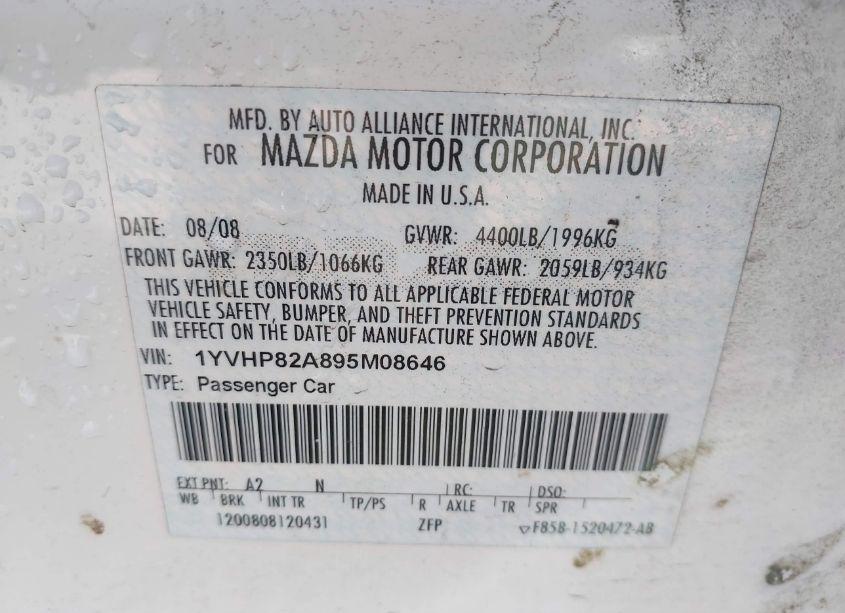 MFD. BY AUTO ALLIANCE INTERNATIONAL, INC.
FOR MAZDA MOTOR CORPORATION
MADE IN U.S.A.
DATE: 08/08 GVWR: 4400LB/1996KG
FRONT GAWR: 2350LB/1066KG REAR GAWR: 2059LB/934KG
THIS VEHICLE CONFORMS TO ALL APPLICABLE FEDERAL MOTOR
VEHICLE SAFETY, BUMPER, AND THEFT PREVENTION STANDARDS
IN EFFECT ON THE DATE OF MANUFACTURE SHOWN ABOVE.
VIN: 1YVHP82A895M08646
TYPE: Passenger Car
EXT PNT: A2 N RC: DSO:
WB BRK INT TR TP/PS R AXLE TR SPR
1200808120431 ZFP F85B-1520472-AB